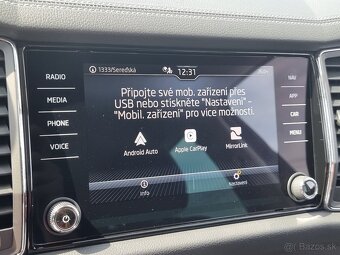 1333/Sereďská
12:31
RADIO
MEDIA
PHONE
VOICE
Připojte své mob. zařízení přes
USB nebo stiskněte "Nastavení" -
"Mobil. zařízení" pro více možností.
NAV
APP
CAR
MENU
Android Auto
Apple CarPlay
MirrorLink
Info
Nastavení
Bazoš.sk